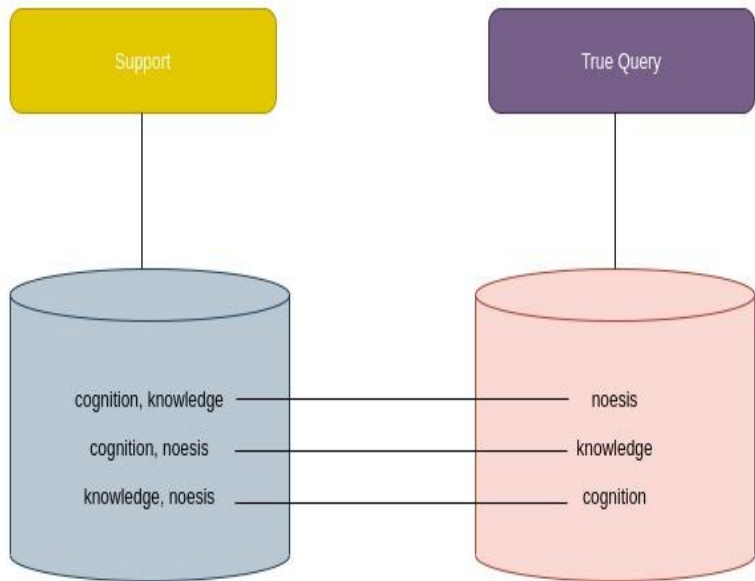 Support
True Query
cognition, knowledge
noesis
cognition, noesis
knowledge
knowledge, noesis
cognition